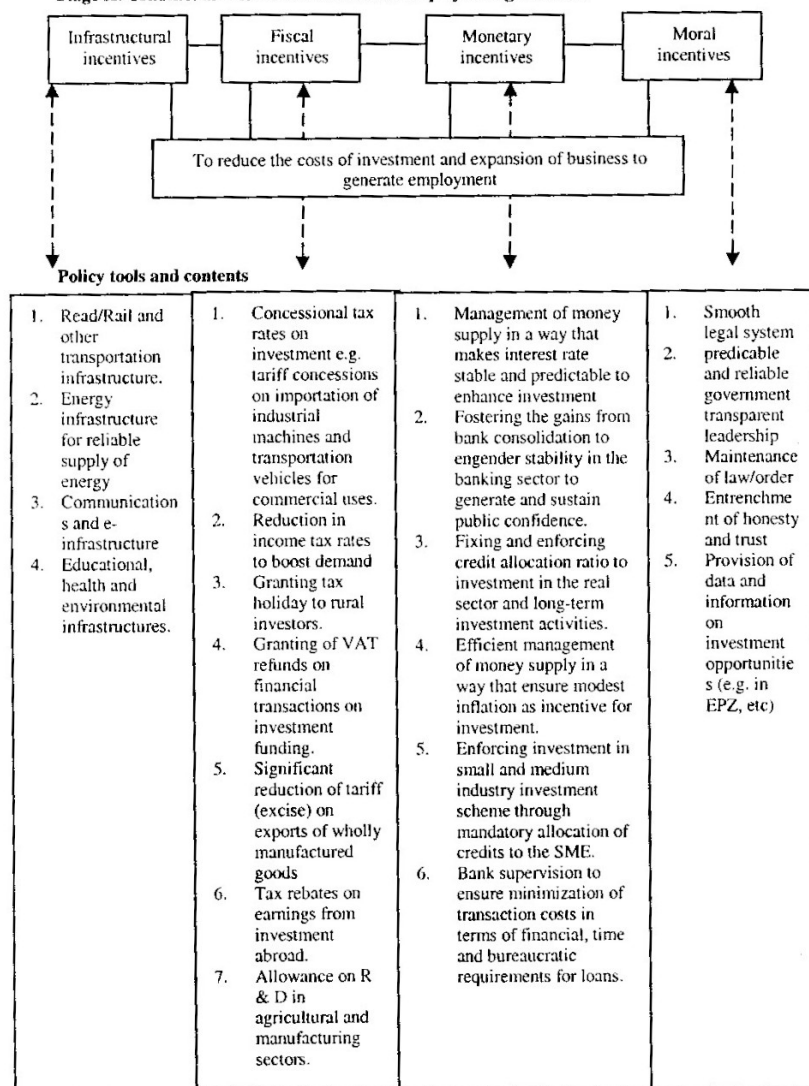 Infrastructural
incentives
Fiscal
incentives
Monetary
incentives
Moral
incentives
To reduce the costs of investment and expansion of business to
generate employment
Policy tools and contents
1. Read/Rail and
other
transportation
infrastructure.
2. Energy
infrastructure
for reliable
supply of
energy
3. Communication
s and e-
infrastructure
4. Educational,
health and
environmental
infrastructures.
1. Concessional tax
rates on
investment e.g.
tariff concessions
on importation of
industrial
machines and
transportation
vehicles for
commercial uses.
2. Reduction in
income tax rates
to boost demand
3. Granting tax
holiday to rural
investors.
4. Granting of VAT
refunds on
financial
transactions on
investment
funding.
5. Significant
reduction of tariff
(excise) on
exports of wholly
manufactured
goods
6. Tax rebates on
earnings from
investment
abroad.
7. Allowance on R
& D in
agricultural and
manufacturing
sectors.
1. Management of money
supply in a way that
makes interest rate
stable and predictable to
enhance investment
2. Fostering the gains from
bank consolidation to
engender stability in the
banking sector to
generate and sustain
public confidence.
3. Fixing and enforcing
credit allocation ratio to
investment in the real
sector and long-term
investment activities.
4. Efficient management
of money supply in a
way that ensure modest
inflation as incentive for
investment.
5. Enforcing investment in
small and medium
industry investment
scheme through
mandatory allocation of
credits to the SME.
6. Bank supervision to
ensure minimization of
transaction costs in
terms of financial, time
and bureaucratic
requirements for loans.
1. Smooth
legal system
2. predicable
and reliable
government
transparent
leadership
3. Maintenance
of law/order
4. Entrenchme
nt of honesty
and trust
5. Provision of
data and
information
on
investment
opportunitie
s (e.g. in
EPZ, etc)